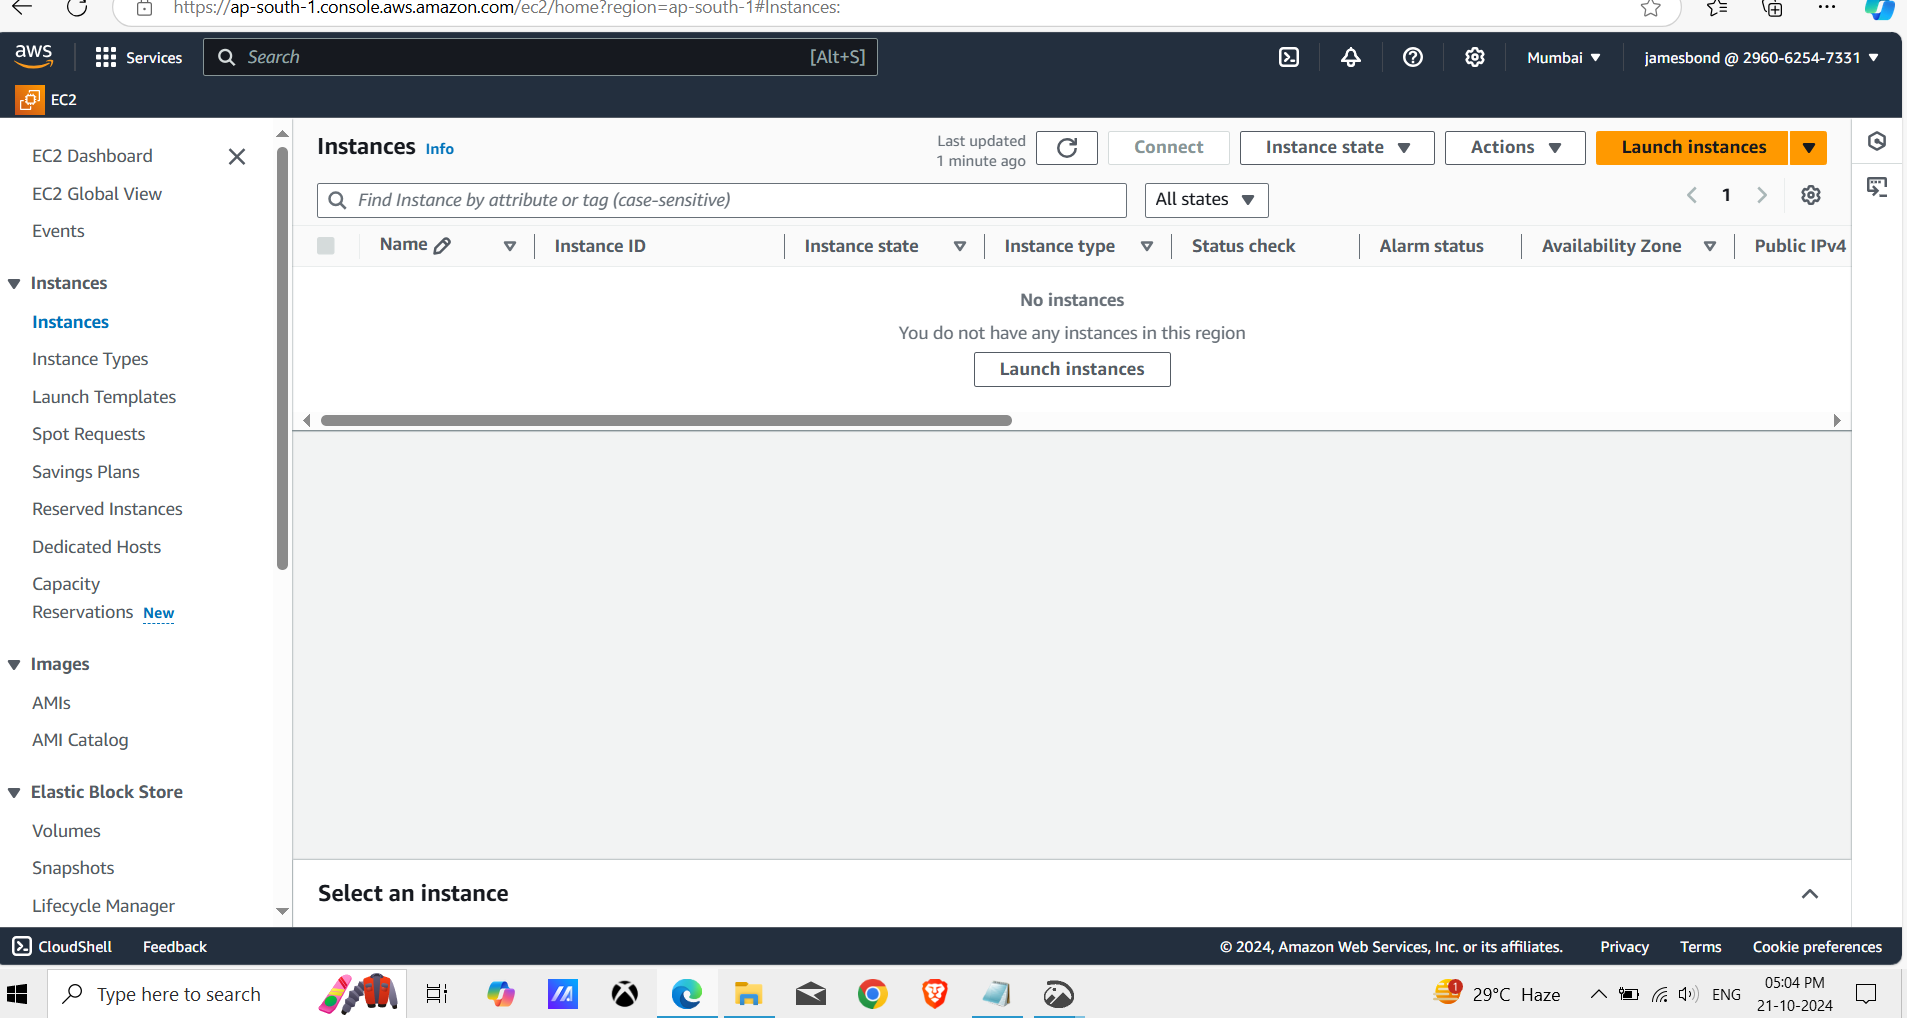 https://ap-south-1.console.aws.amazon.com/ec2/home?region=ap-south-1#Instances:
aws
Services
Search
[Alt+S]
Mumbai
jamesbond @ 2960-6254-7331
EC2
EC2 Dashboard
EC2 Global View
Events
Instances
Instances
Instance Types
Launch Templates
Spot Requests
Savings Plans
Reserved Instances
Dedicated Hosts
Capacity
Reservations New
Images
AMIs
AMI Catalog
Elastic Block Store
Volumes
Snapshots
Lifecycle Manager
Instances Info
Last updated
1 minute ago
Connect
Instance state
Actions
Launch instances
Find Instance by attribute or tag (case-sensitive)
All states
1
Name
Instance ID
Instance state
Instance type
Status check
Alarm status
Availability Zone
Public IPv4
No instances
You do not have any instances in this region
Launch instances
Select an instance
CloudShell
Feedback
© 2024, Amazon Web Services, Inc. or its affiliates.
Privacy
Terms
Cookie preferences
Type here to search
1
29°C Haze
ENG
05:04 PM
21-10-2024